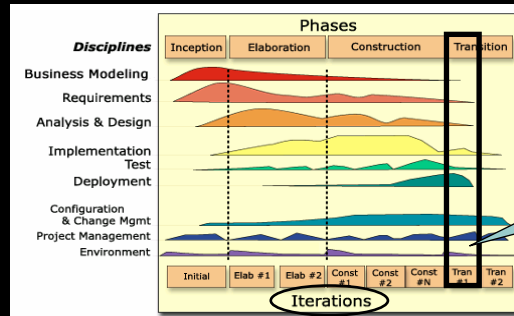 Phases
Disciplines
Inception
Elaboration
Construction
Transition
Business Modeling
Requirements
Analysis & Design
Implementation
Test
Deployment
Configuration
& Change Mgmt
Project Management
Environment
Initial
Elab #1
Elab #2
Const
#1
Const
#2
Const
#N
Tran
#1
Tran
#2
Iterations